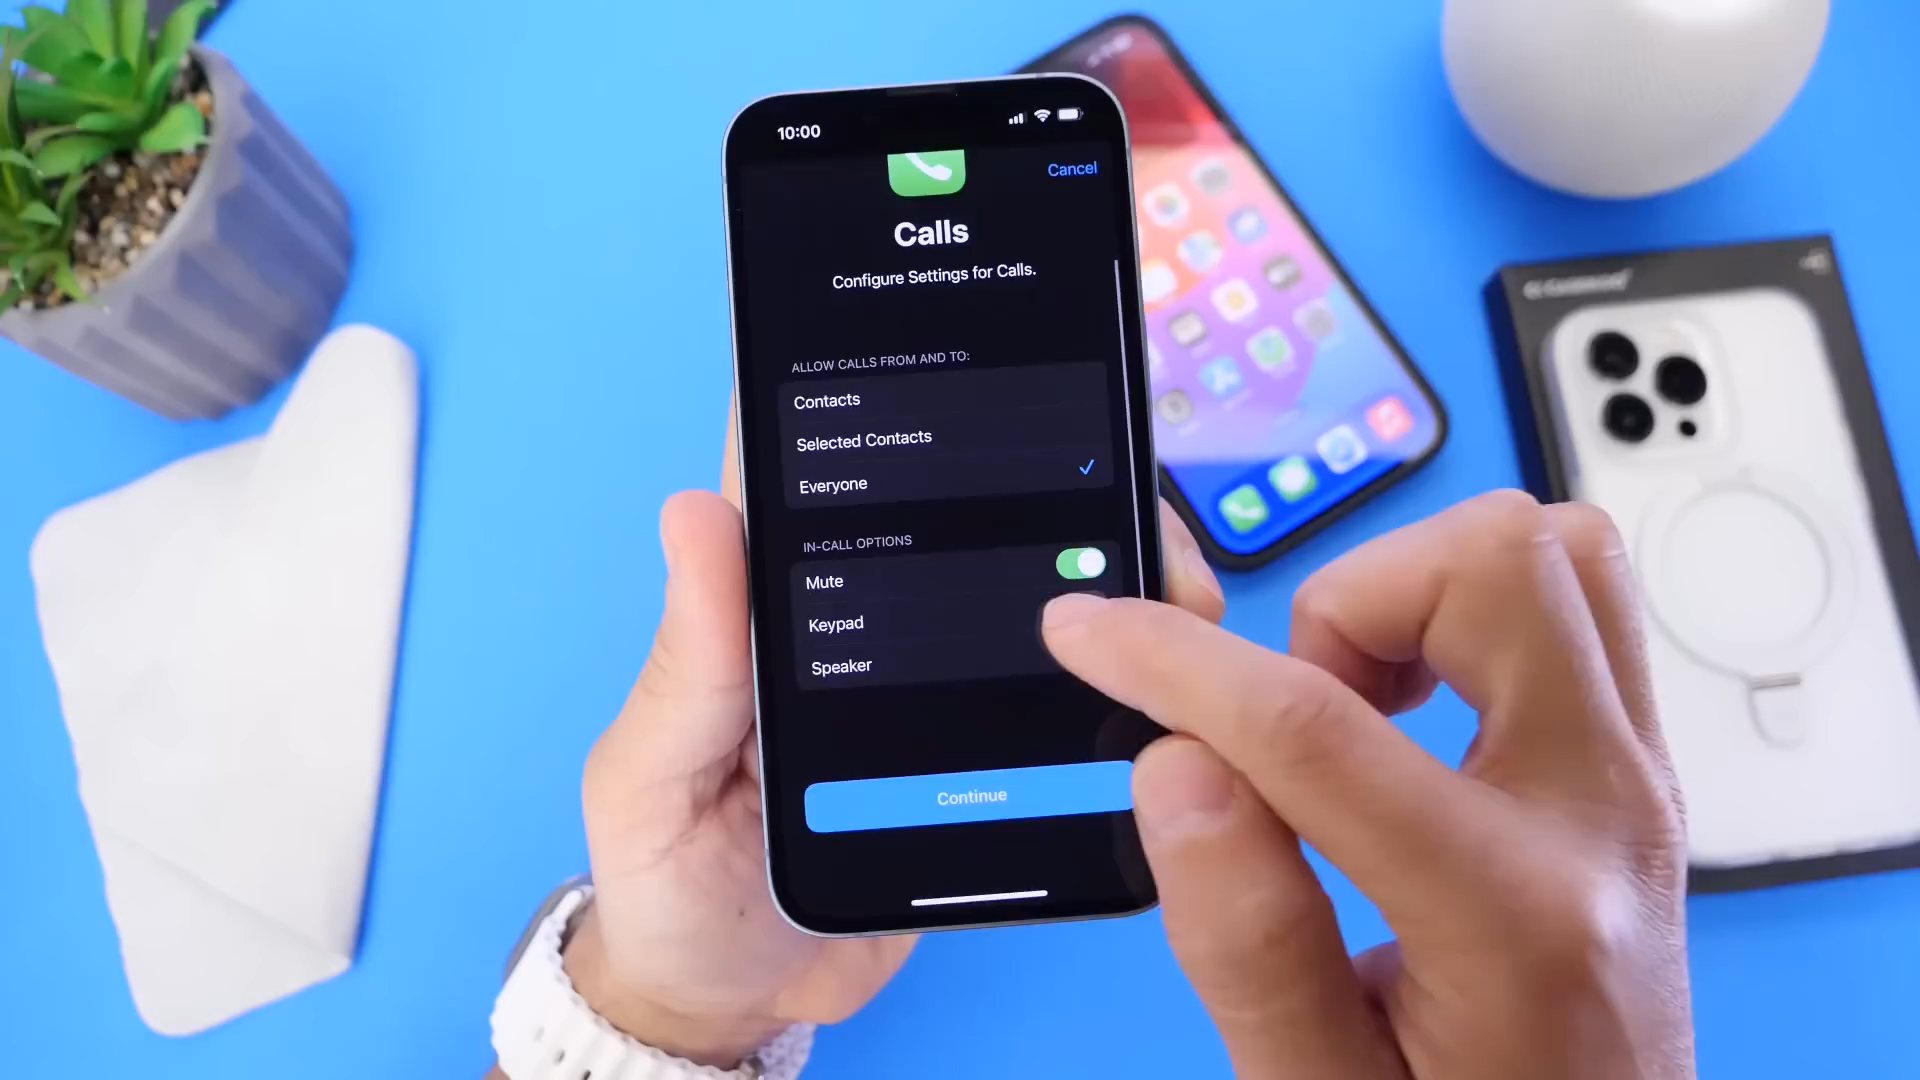 10:00
Cancel
Calls
Configure Settings for Calls.
ALLOW CALLS FROM AND TO:
Contacts
Selected Contacts
Everyone
IN-CALL OPTIONS
Mute
Keypad
Speaker
Continue